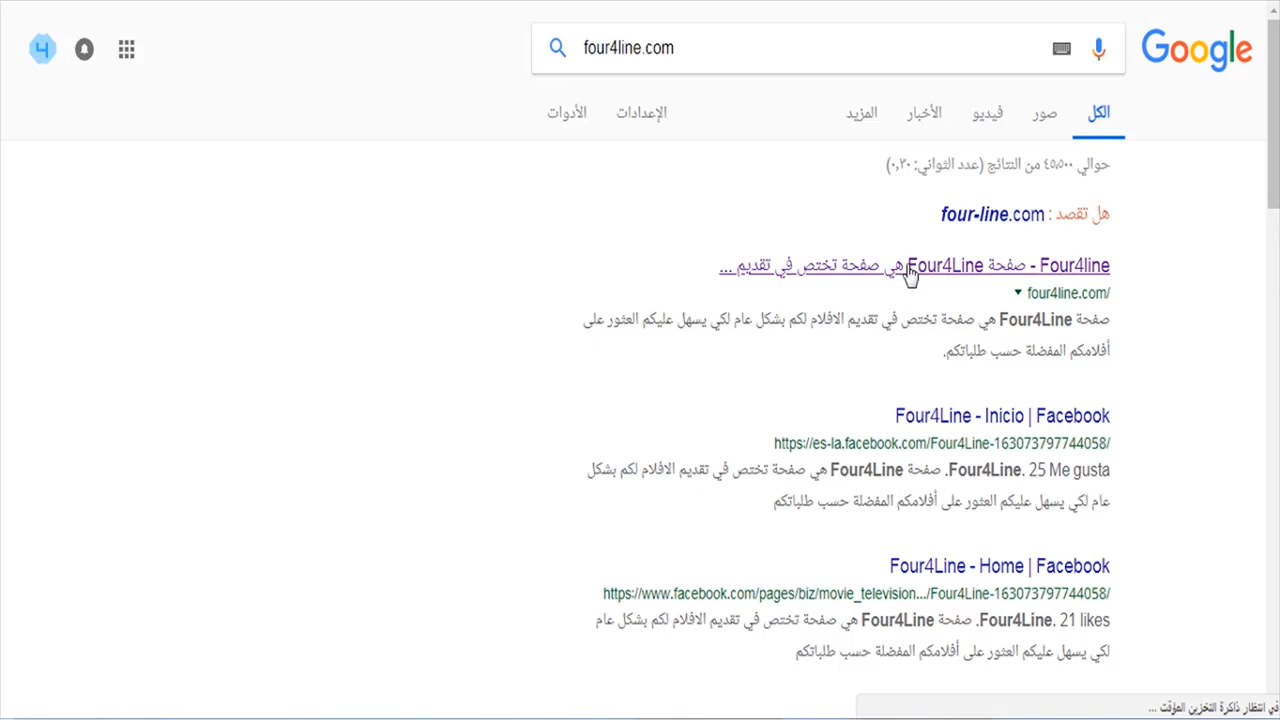 four4line.com
Google
الكل صور فيديو الأخبار المزيد الإعدادات الأدوات
حوالي ٤٥,٥٠٠ من النتائج (عدد الثواني: ٠,٣٠)
هل تقصد : four-line.com
Four4line - صفحة Four4Line هي صفحة تختص في تقديم ...
four4line.com/
صفحة Four4Line هي صفحة تختص في تقديم الافلام لكم بشكل عام لكي يسهل عليكم العثور على
أفلامكم المفضلة حسب طلباتكم.
Four4Line - Inicio | Facebook
https://es-la.facebook.com/Four4Line-163073797744058/
Four4Line. 25 Me gusta. صفحة Four4Line هي صفحة تختص في تقديم الافلام لكم بشكل
عام لكي يسهل عليكم العثور على أفلامكم المفضلة حسب طلباتكم
Four4Line - Home | Facebook
https://www.facebook.com/pages/biz/movie_television.../Four4Line-163073797744058/
Four4Line. 21 likes. صفحة Four4Line هي صفحة تختص في تقديم الافلام لكم بشكل عام
لكي يسهل عليكم العثور على أفلامكم المفضلة حسب طلباتكم
في انتظار ذاكرة التخزين المؤقت ...